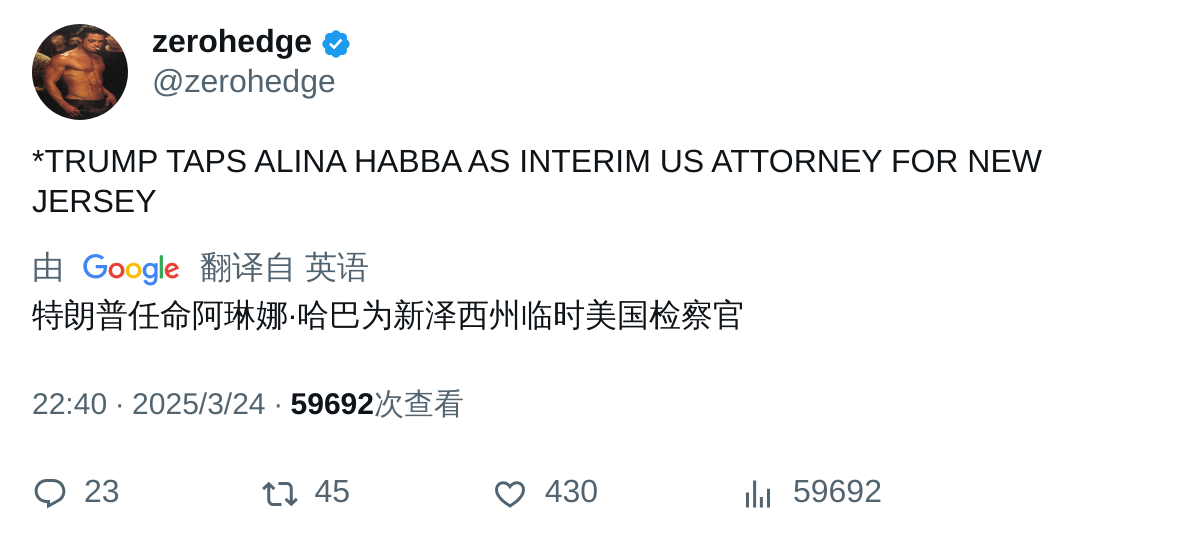 zerohedge
@zerohedge
*TRUMP TAPS ALINA HABBA AS INTERIM US ATTORNEY FOR NEW
JERSEY
由 Google 翻译自 英语
特朗普任命阿琳娜·哈巴为新泽西州临时美国检察官
22:40 · 2025/3/24 · 59692次查看
23 45 430 59692